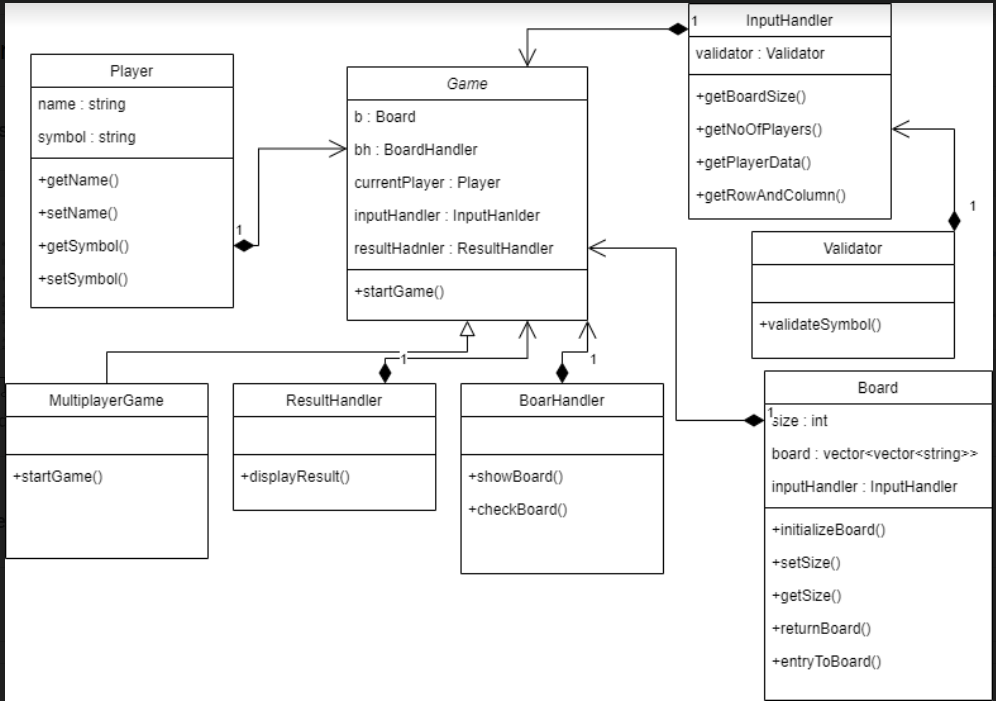 Player
name : string
symbol : string
+getName()
+setName()
+getSymbol()
+setSymbol()
1
Game
b : Board
bh : BoardHandler
currentPlayer : Player
inputHandler : InputHanlder
resultHadnler : ResultHandler
+startGame()
1
InputHandler
validator : Validator
+getBoardSize()
+getNoOfPlayers()
+getPlayerData()
+getRowAndColumn()
1
Validator
+validateSymbol()
MultiplayerGame
+startGame()
1
ResultHandler
+displayResult()
1
BoarHandler
+showBoard()
+checkBoard()
Board
1
size : int
board : vector<vector<string>>
inputHandler : InputHandler
+initializeBoard()
+setSize()
+getSize()
+returnBoard()
+entryToBoard()